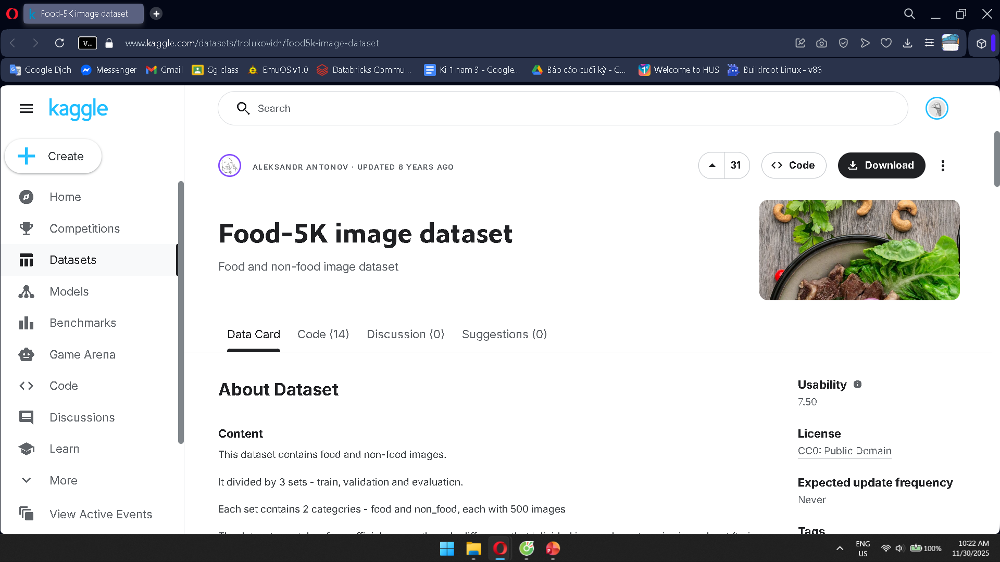 Food-5K image dataset
V...
www.kaggle.com/datasets/trolukovich/food5k-image-dataset
Google Dịch
Messenger
Gmail
Gg class
EmuOS v1.0
Databricks Commu...
Kì 1 nam 3 - Google...
Báo cáo cuối kỳ - G...
Welcome to HUS
Buildroot Linux - v86
kaggle
Search
Create
Home
Competitions
Datasets
Models
Benchmarks
Game Arena
Code
Discussions
Learn
More
View Active Events
ALEKSANDR ANTONOV · UPDATED 6 YEARS AGO
31
Code
Download
Food-5K image dataset
Food and non-food image dataset
Data Card
Code (14)
Discussion (0)
Suggestions (0)
About Dataset
Content
This dataset contains food and non-food images.
It divided by 3 sets - train, validation and evaluation.
Each set contains 2 categories - food and non_food, each with 500 images
Usability
7.50
License
CC0: Public Domain
Expected update frequency
Never
Tags
ENG
US
100%
10:22 AM
11/30/2025